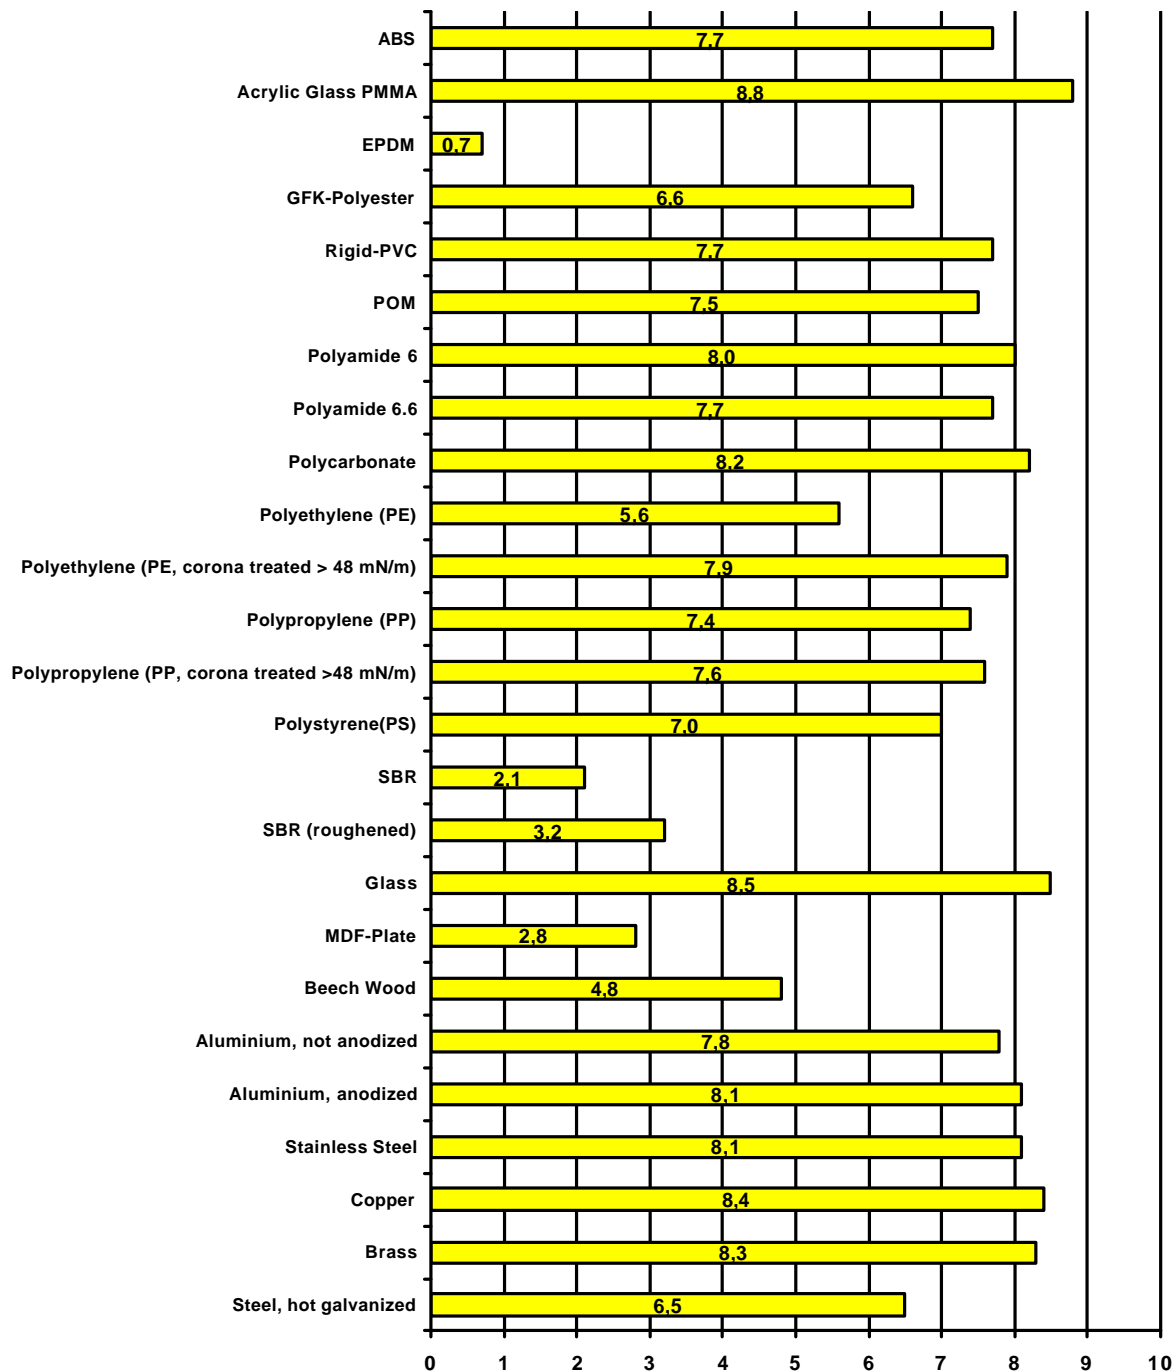 ABS 7,7
Acrylic Glass PMMA 8,8
EPDM 0,7
GFK-Polyester 6,6
Rigid-PVC 7,7
POM 7,5
Polyamide 6 8,0
Polyamide 6.6 7,7
Polycarbonate 8,2
Polyethylene (PE) 5,6
Polyethylene (PE, corona treated > 48 mN/m) 7,9
Polypropylene (PP) 7,4
Polypropylene (PP, corona treated >48 mN/m) 7,6
Polystyrene(PS) 7,0
SBR 2,1
SBR (roughened) 3,2
Glass 8,5
MDF-Plate 2,8
Beech Wood 4,8
Aluminium, not anodized 7,8
Aluminium, anodized 8,1
Stainless Steel 8,1
Copper 8,4
Brass 8,3
Steel, hot galvanized 6,5
0 1 2 3 4 5 6 7 8 9 10